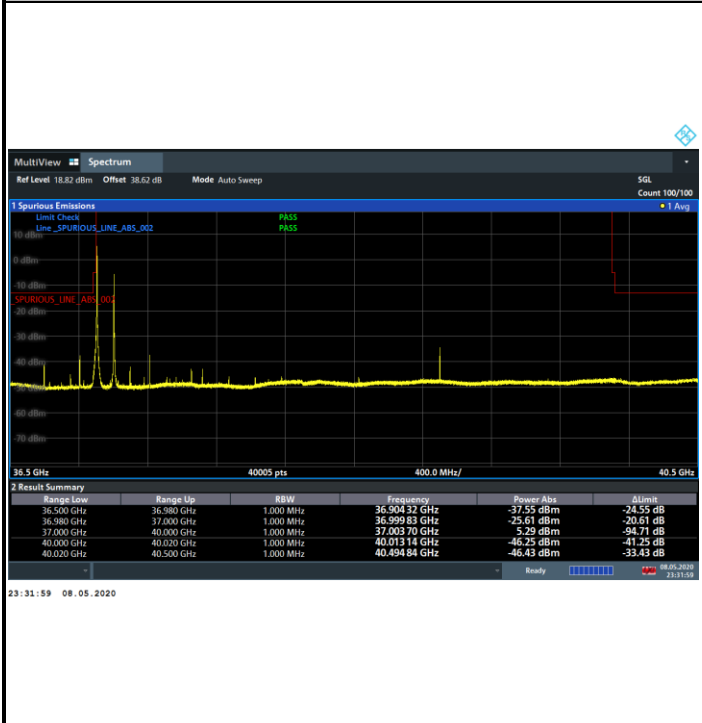 MultiView Spectrum
Ref Level 18.82 dBm Offset 38.62 dB Mode Auto Sweep SGL
Count 100/100
1 Spurious Emissions 1 Avg
Limit Check PASS
Line _SPURIOUS_LINE_ABS_002 PASS
10 dBm
0 dBm
-10 dBm
_SPURIOUS_LINE_ABS_002
-20 dBm
-30 dBm
-40 dBm
-50 dBm
-60 dBm
-70 dBm
36.5 GHz 40005 pts 400.0 MHz/ 40.5 GHz
2 Result Summary
Range Low Range Up RBW Frequency Power Abs ΔLimit
36.500 GHz 36.980 GHz 1.000 MHz 36.904 32 GHz -37.55 dBm -24.55 dB
36.980 GHz 37.000 GHz 1.000 MHz 36.999 83 GHz -25.61 dBm -20.61 dB
37.000 GHz 40.000 GHz 1.000 MHz 37.003 70 GHz 5.29 dBm -94.71 dB
40.000 GHz 40.020 GHz 1.000 MHz 40.013 14 GHz -46.25 dBm -41.25 dB
40.020 GHz 40.500 GHz 1.000 MHz 40.494 84 GHz -46.43 dBm -33.43 dB
Ready 08.05.2020
23:31:59
23:31:59 08.05.2020